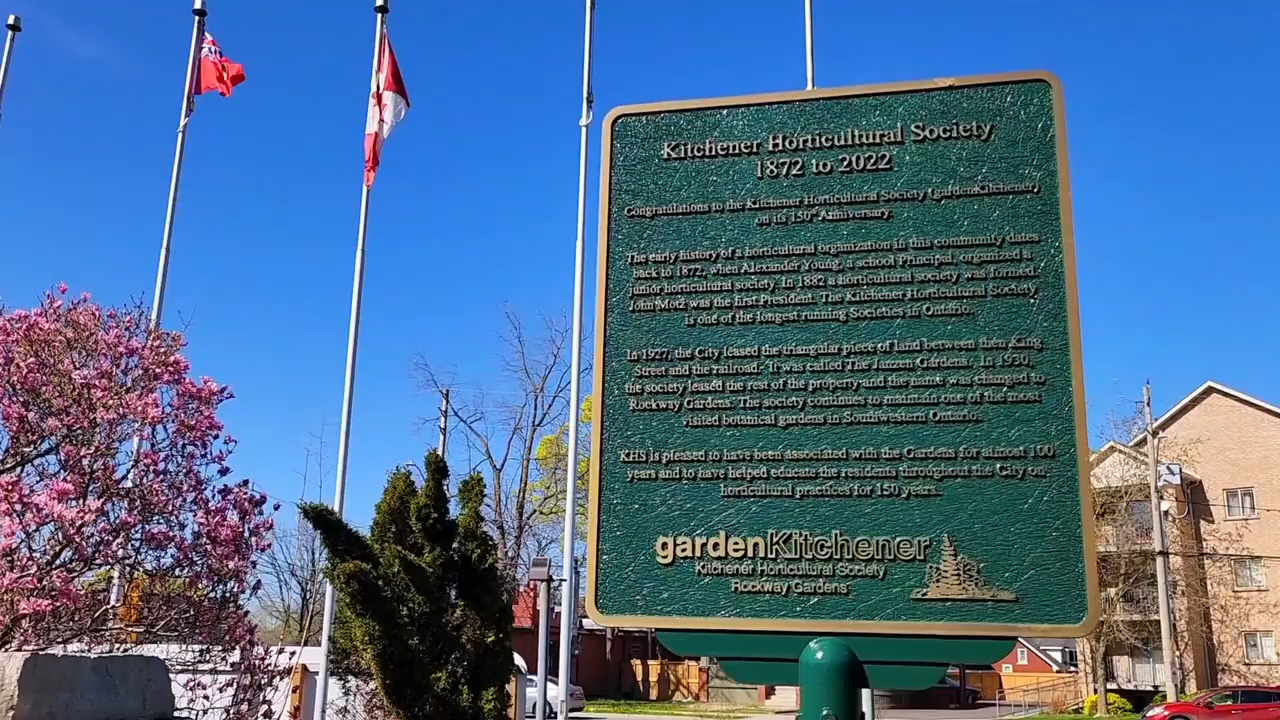 Kitchener Horticultural Society
1872 to 2022
Congratulations to the Kitchener Horticultural Society (gardenKitchener)
on its 150th Anniversary.
The early history of a horticultural organization in this community dates
back to 1872, when Alexander Young, a school Principal, organized a
junior horticultural society. In 1882 a horticultural society was formed.
John Motz was the first President. The Kitchener Horticultural Society
is one of the longest running Societies in Ontario.
In 1927, the City leased the triangular piece of land between then King
Street and the railroad. It was called The Janzen Gardens. In 1930,
the society leased the rest of the property and the name was changed to
Rockway Gardens. The society continues to maintain one of the most
visited botanical gardens in Southwestern Ontario.
KHS is pleased to have been associated with the Gardens for almost 100
years and to have helped educate the residents throughout the City on
horticultural practices for 150 years.
gardenKitchener
Kitchener Horticultural Society
Rockway Gardens